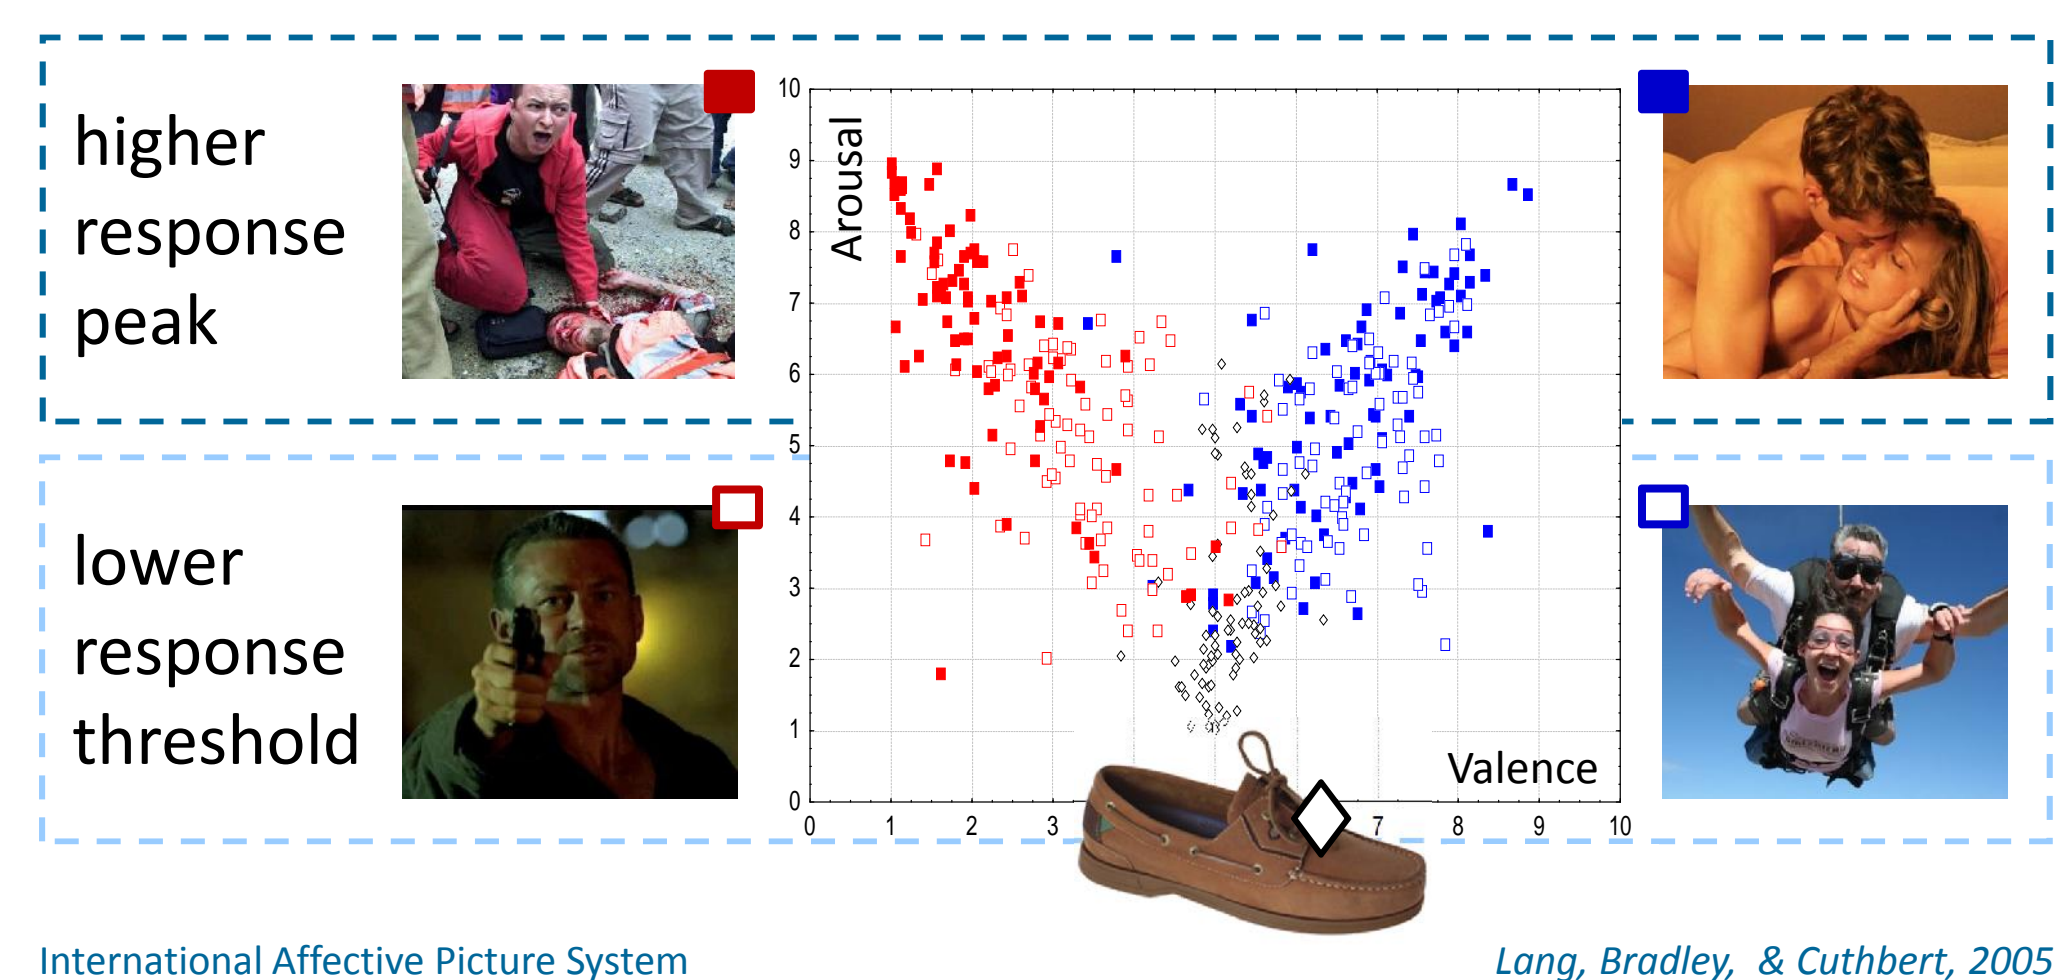 higher
response
peak
lower
response
threshold
Arousal
10
9
8
7
6
5
4
3
2
1
0
Valence
0 1 2 3 7 8 9 10
International Affective Picture System
Lang, Bradley, & Cuthbert, 2005